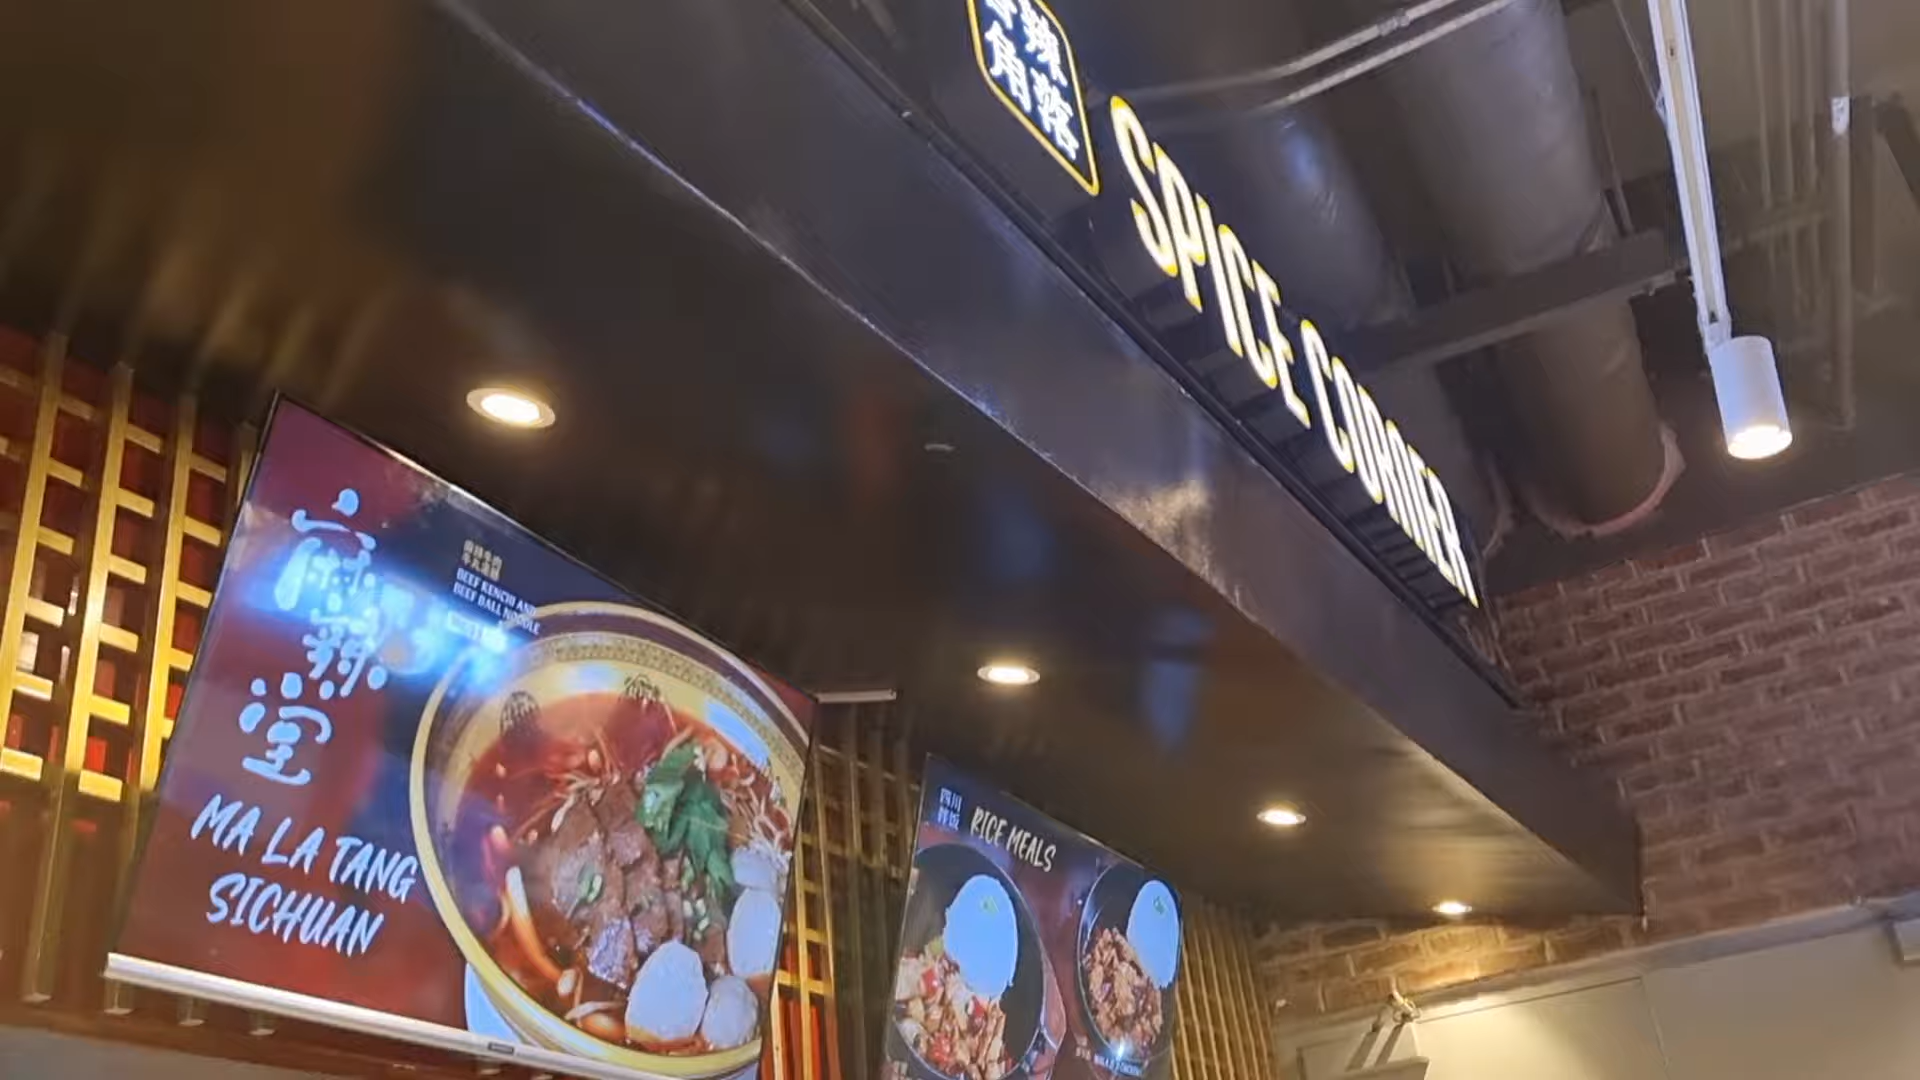 辣
角落
SPICE CORNER
麻
辣
堂
MA LA TANG
SICHUAN
BEEF KENCHI AND
BEEF BALL NOODLE
四川
RICE MEALS